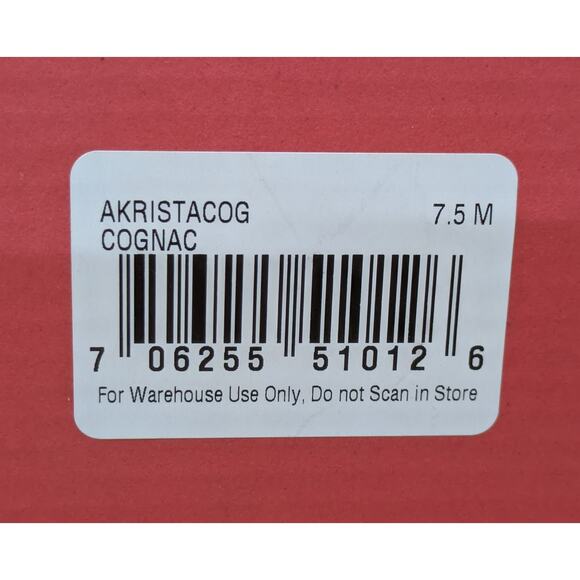 AKRISTACOG 7.5 M
COGNAC
7 06255 51012 6
For Warehouse Use Only, Do not Scan in Store